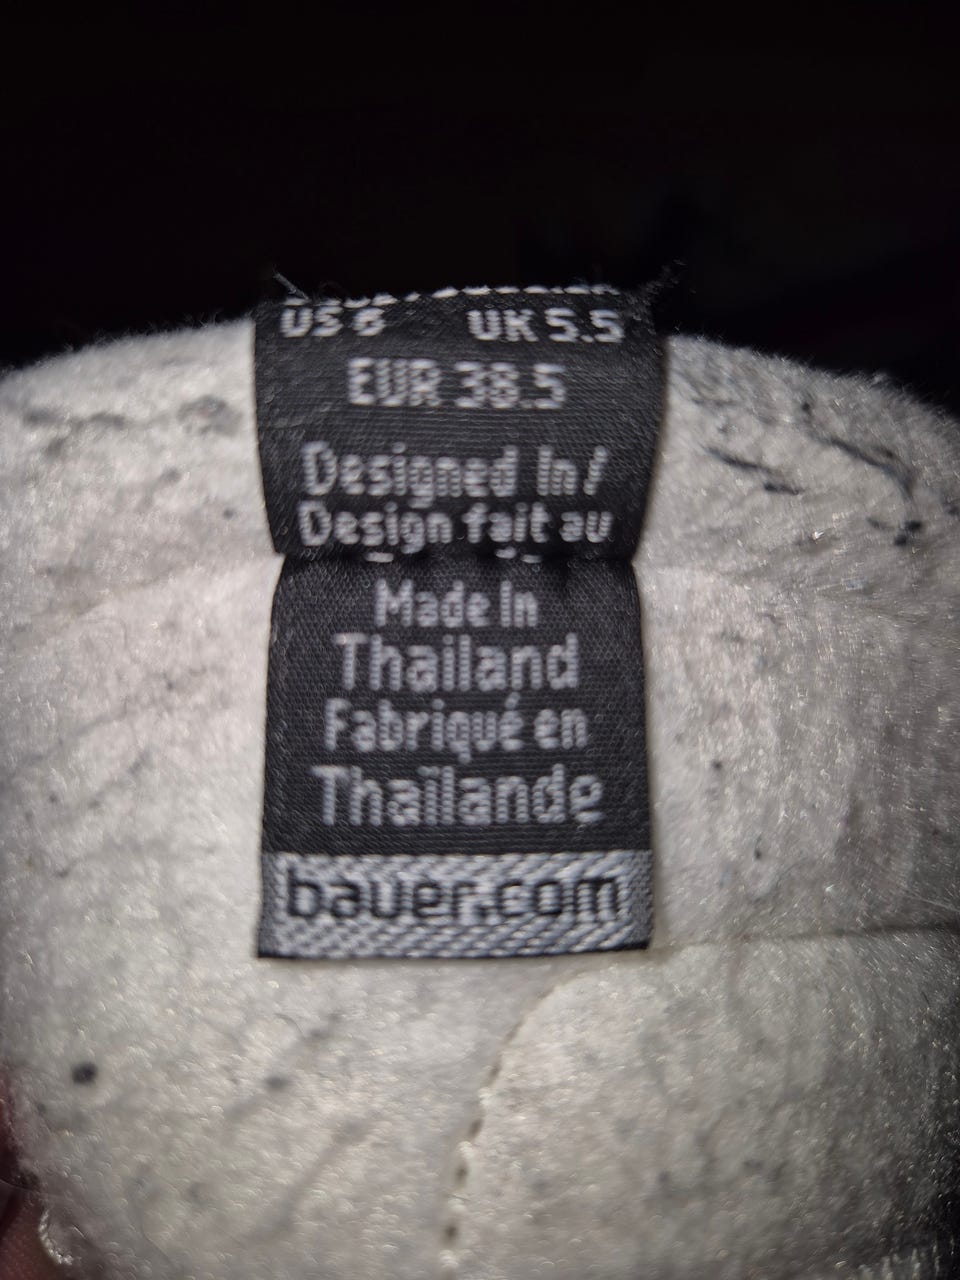 US 6 UK 5.5
EUR 38.5
Designed In /
Design fait au
Made In
Thailand
Fabriqué en
Thaïlande
bauer.com